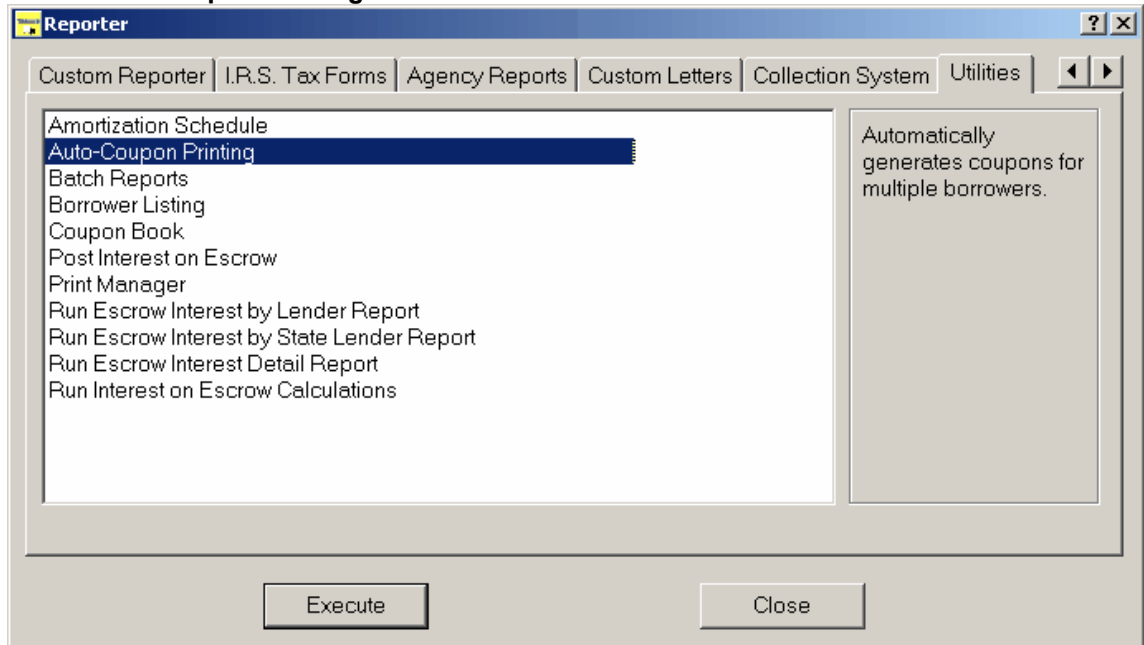 Reporter
Custom Reporter I.R.S. Tax Forms Agency Reports Custom Letters Collection System Utilities
Amortization Schedule
Auto-Coupon Printing
Batch Reports
Borrower Listing
Coupon Book
Post Interest on Escrow
Print Manager
Run Escrow Interest by Lender Report
Run Escrow Interest by State Lender Report
Run Escrow Interest Detail Report
Run Interest on Escrow Calculations
Automatically
generates coupons for
multiple borrowers.
Execute Close